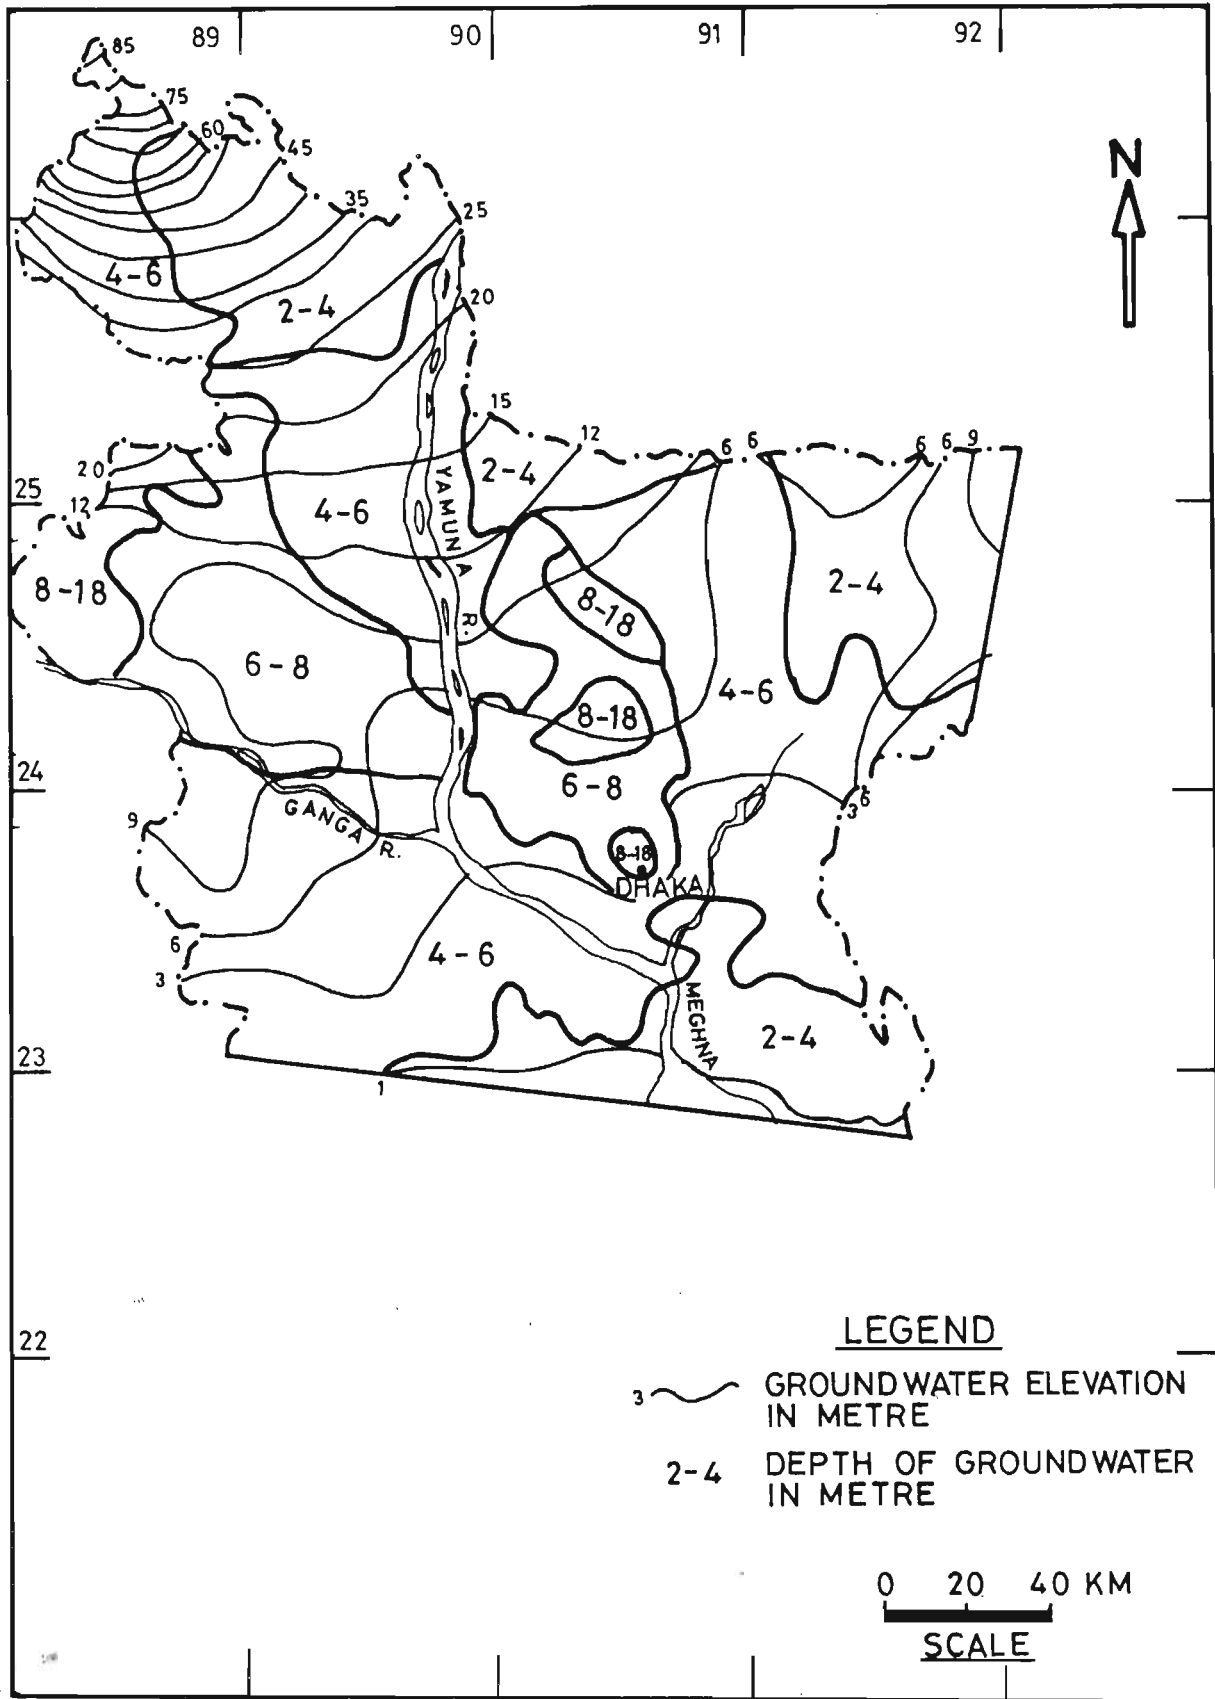 89 90 91 92
85
75
60
45
N
35
25
4-6
2-4
20
15
12
6 6 6 6 9
20
2-4
25
12
4-6
YAMUNA R.
8-18
8-18
2-4
6-8
4-6
8-18
24
6-8
GANGA R.
3 6
9
8-18
DHAKA
6
4-6
3
MEGHNA
2-4
23
1
22
LEGEND
3 GROUNDWATER ELEVATION
IN METRE
2-4 DEPTH OF GROUNDWATER
IN METRE
0 20 40 KM
SCALE